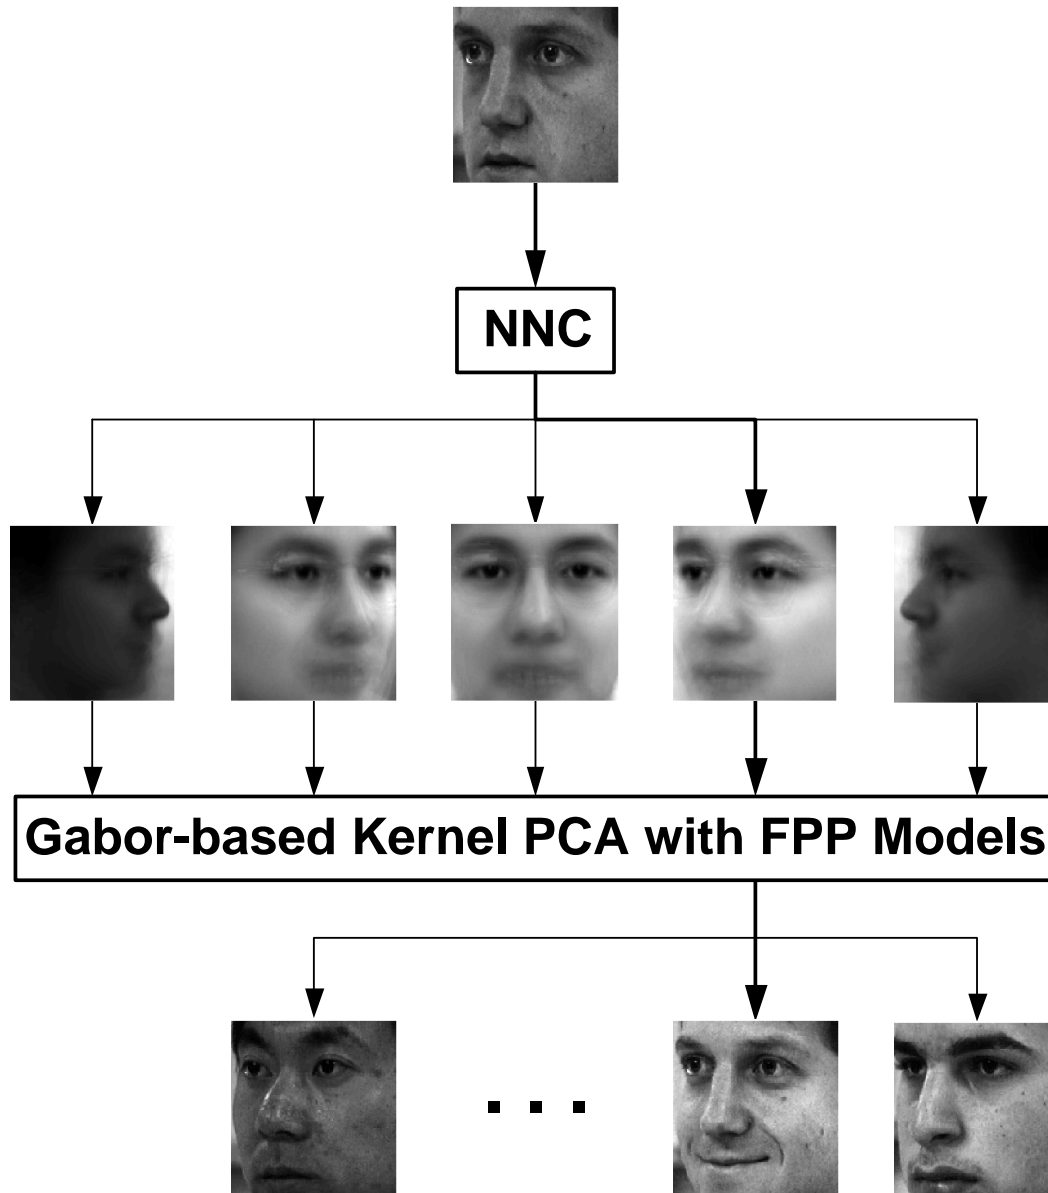 NNC
Gabor-based Kernel PCA with FPP Models
. . .